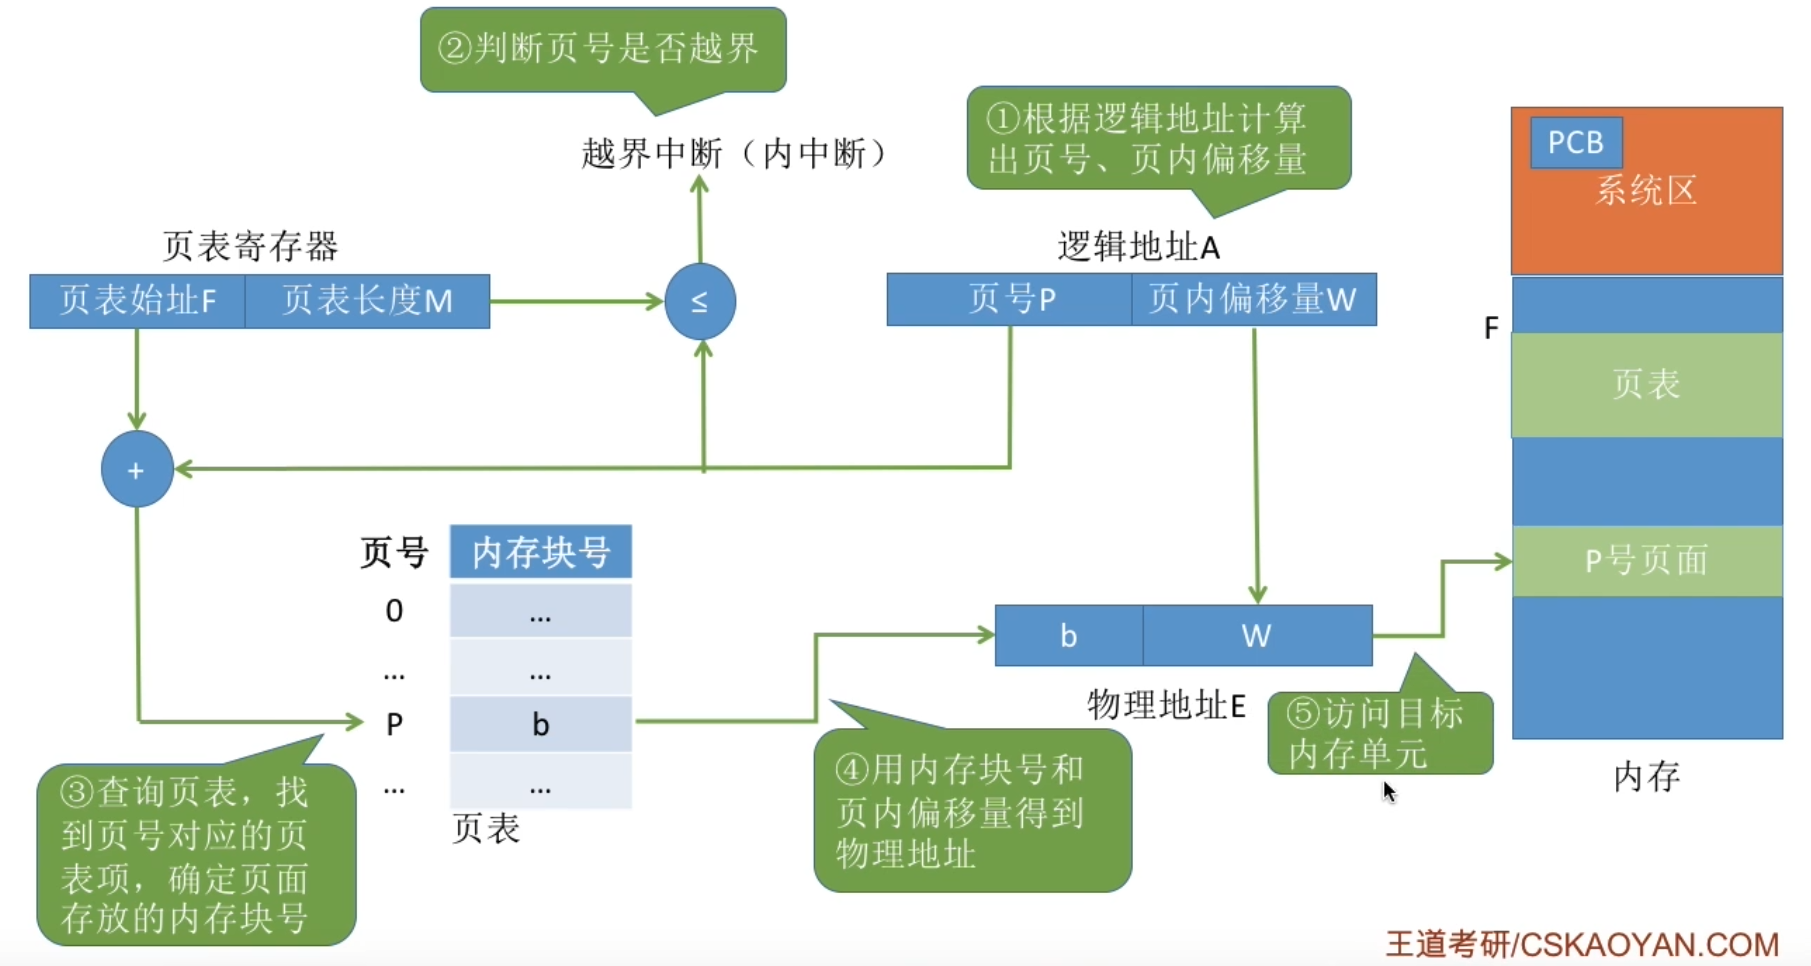 ②判断页号是否越界
越界中断（内中断）
①根据逻辑地址计算
出页号、页内偏移量
PCB
系统区
页表寄存器
页表始址F
页表长度M
≤
逻辑地址A
页号P
页内偏移量W
F
页表
+
页号
内存块号
0
...
...
...
P
b
...
...
页表
b
W
物理地址E
P号页面
内存
③查询页表，找
到页号对应的页
表项，确定页面
存放的内存块号
④用内存块号和
页内偏移量得到
物理地址
⑤访问目标
内存单元
王道考研/CSKAOYAN.COM